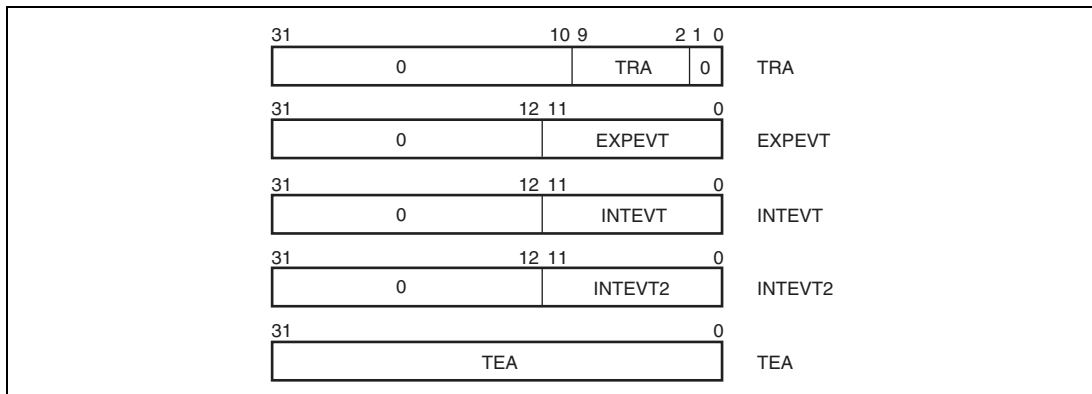 31 10 9 2 1 0
0 TRA 0 TRA
31 12 11 0
0 EXPEVT EXPEVT
31 12 11 0
0 INTEVT INTEVT
31 12 11 0
0 INTEVT2 INTEVT2
31 0
TEA TEA